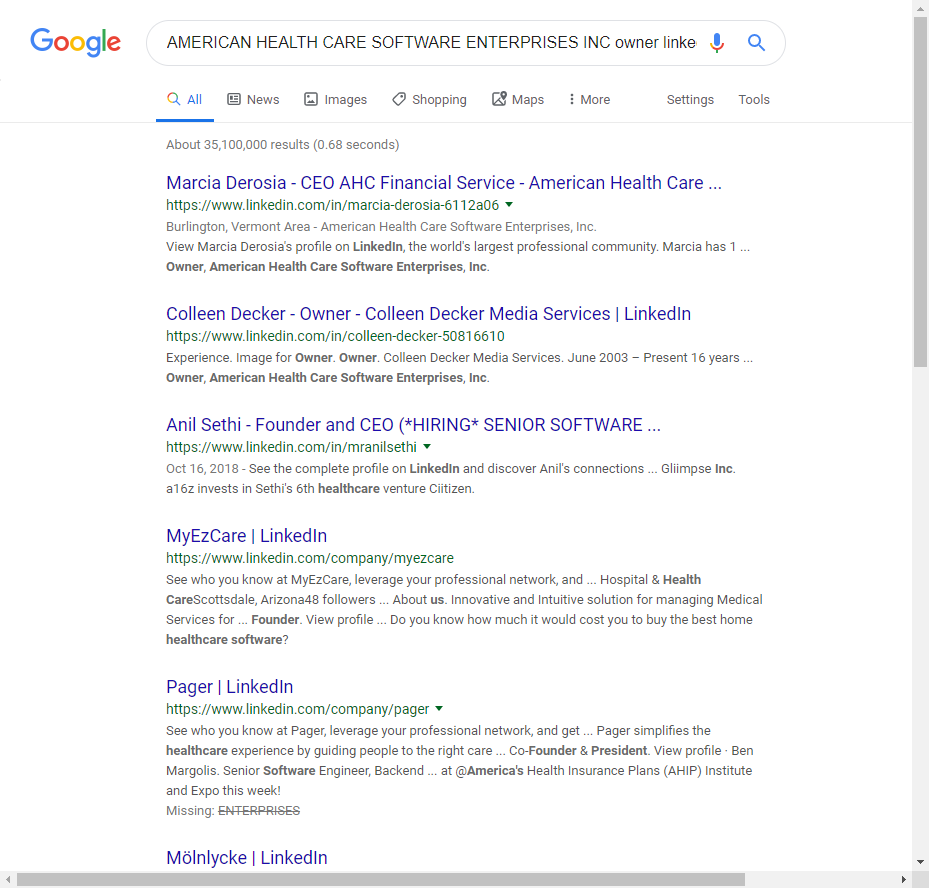 Google
AMERICAN HEALTH CARE SOFTWARE ENTERPRISES INC owner linke
All News Images Shopping Maps More Settings Tools
About 35,100,000 results (0.68 seconds)
Marcia Derosia - CEO AHC Financial Service - American Health Care ...
https://www.linkedin.com/in/marcia-derosia-6112a06
Burlington, Vermont Area - American Health Care Software Enterprises, Inc.
View Marcia Derosia's profile on LinkedIn, the world's largest professional community. Marcia has 1 ...
Owner, American Health Care Software Enterprises, Inc.
Colleen Decker - Owner - Colleen Decker Media Services | LinkedIn
https://www.linkedin.com/in/colleen-decker-50816610
Experience. Image for Owner. Owner. Colleen Decker Media Services. June 2003 – Present 16 years ...
Owner, American Health Care Software Enterprises, Inc.
Anil Sethi - Founder and CEO (*HIRING* SENIOR SOFTWARE ...
https://www.linkedin.com/in/mranilsethi
Oct 16, 2018 - See the complete profile on LinkedIn and discover Anil's connections ... Gliimpse Inc.
a16z invests in Sethi's 6th healthcare venture Ciitizen.
MyEzCare | LinkedIn
https://www.linkedin.com/company/myezcare
See who you know at MyEzCare, leverage your professional network, and ... Hospital & Health
CareScottsdale, Arizona48 followers ... About us. Innovative and Intuitive solution for managing Medical
Services for ... Founder. View profile ... Do you know how much it would cost you to buy the best home
healthcare software?
Pager | LinkedIn
https://www.linkedin.com/company/pager
See who you know at Pager, leverage your professional network, and get ... Pager simplifies the
healthcare experience by guiding people to the right care ... Co-Founder & President. View profile · Ben
Margolis. Senior Software Engineer, Backend ... at @America's Health Insurance Plans (AHIP) Institute
and Expo this week!
Missing: ENTERPRISES
Mölnlycke | LinkedIn